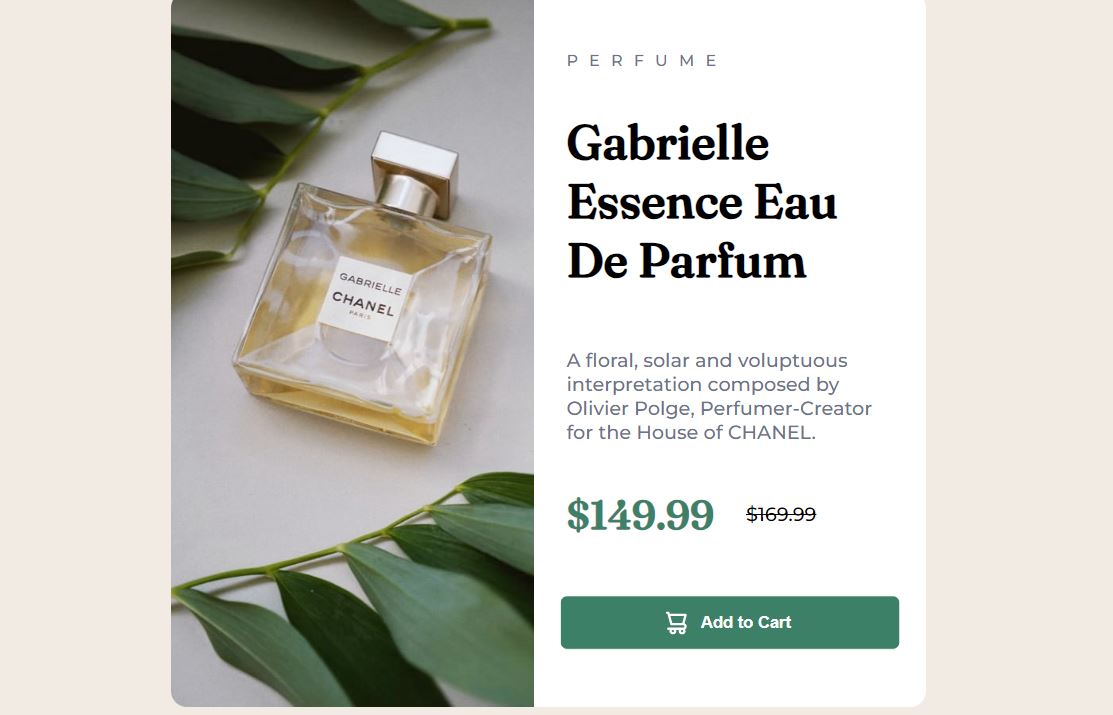 GABRIELLE
CHANEL
PARIS
PERFUME
Gabrielle
Essence Eau
De Parfum
A floral, solar and voluptuous
interpretation composed by
Olivier Polge, Perfumer-Creator
for the House of CHANEL.
$149.99 $169.99
Add to Cart